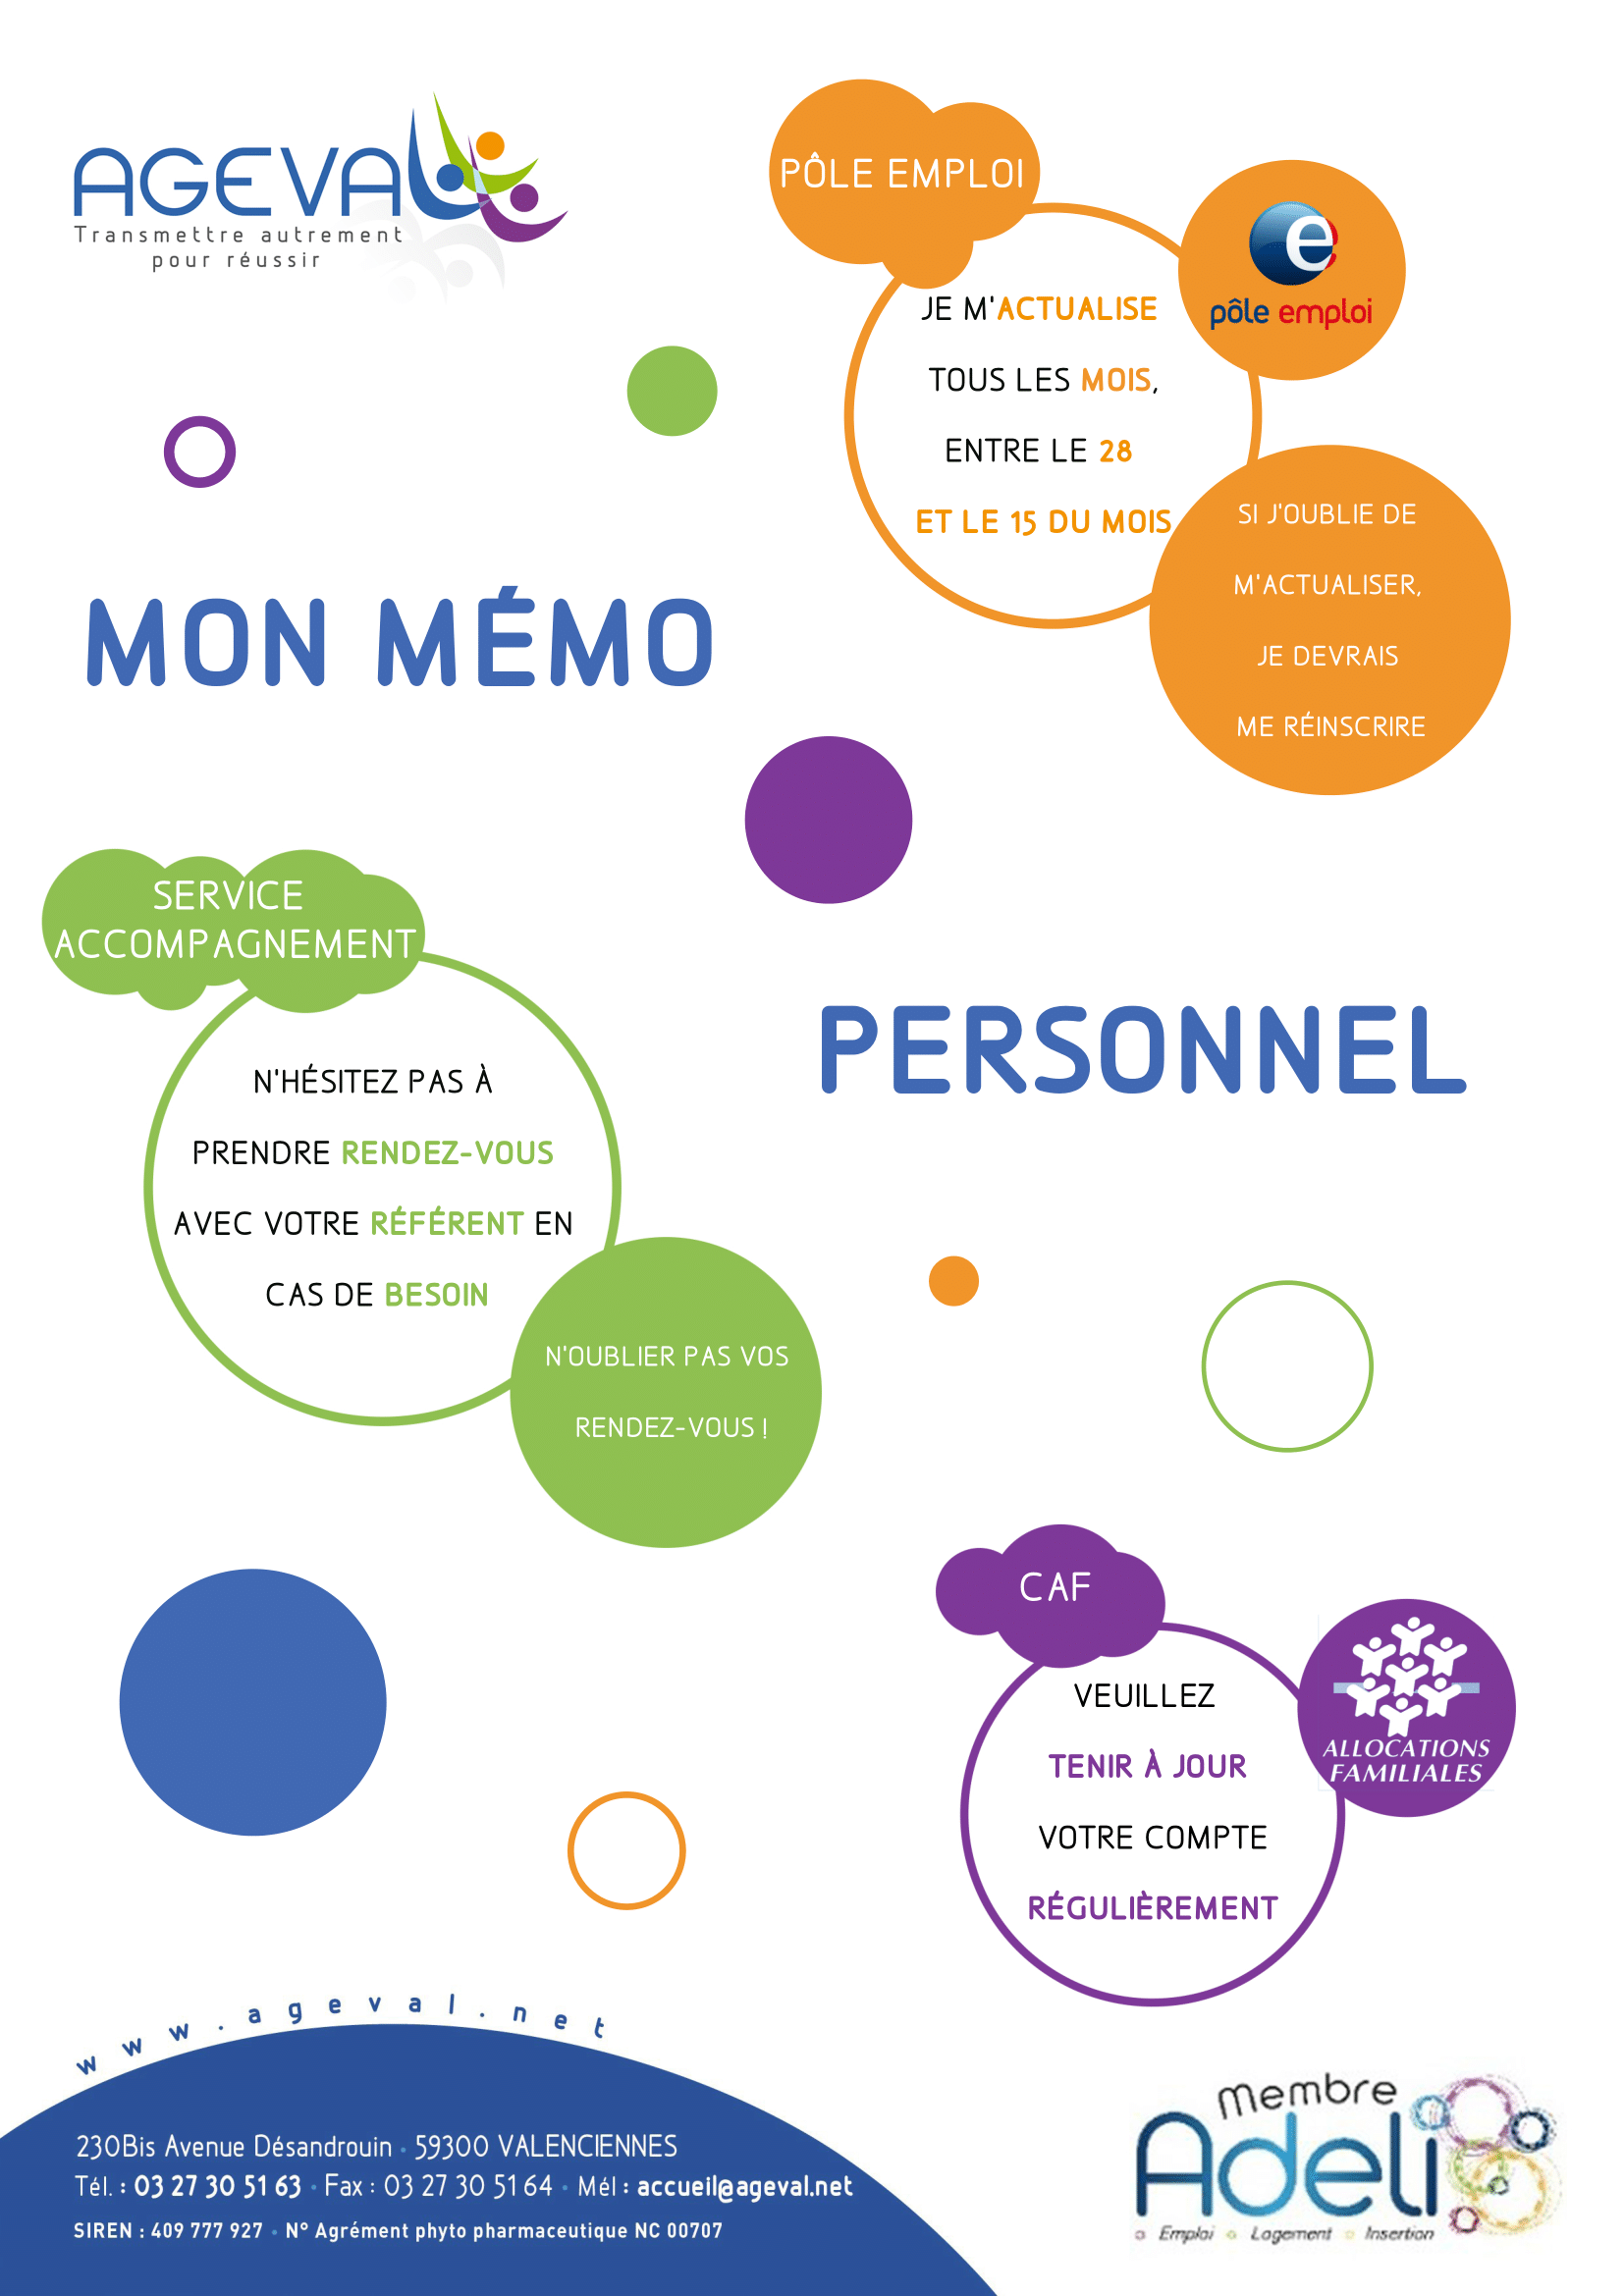 AGEVAL
Transmettre autrement
pour réussir
PÔLE EMPLOI
pôle emploi
JE M'ACTUALISE
TOUS LES MOIS,
ENTRE LE 28
ET LE 15 DU MOIS
SI J'OUBLIE DE
M'ACTUALISER,
JE DEVRAIS
ME RÉINSCRIRE
MON MÉMO
PERSONNEL
SERVICE
ACCOMPAGNEMENT
N'HÉSITEZ PAS À
PRENDRE RENDEZ-VOUS
AVEC VOTRE RÉFÉRENT EN
CAS DE BESOIN
N'OUBLIER PAS VOS
RENDEZ-VOUS !
CAF
VEUILLEZ
TENIR À JOUR
VOTRE COMPTE
RÉGULIÈREMENT
ALLOCATIONS
FAMILIALES
www.ageval.net
230Bis Avenue Désandrouin • 59300 VALENCIENNES
Tél. : 03 27 30 51 63 • Fax : 03 27 30 51 64 • Mél : accueil@ageval.net
SIREN : 409 777 927 • N° Agrément phyto pharmaceutique NC 00707
membre
Adeli
Emploi Logement Insertion